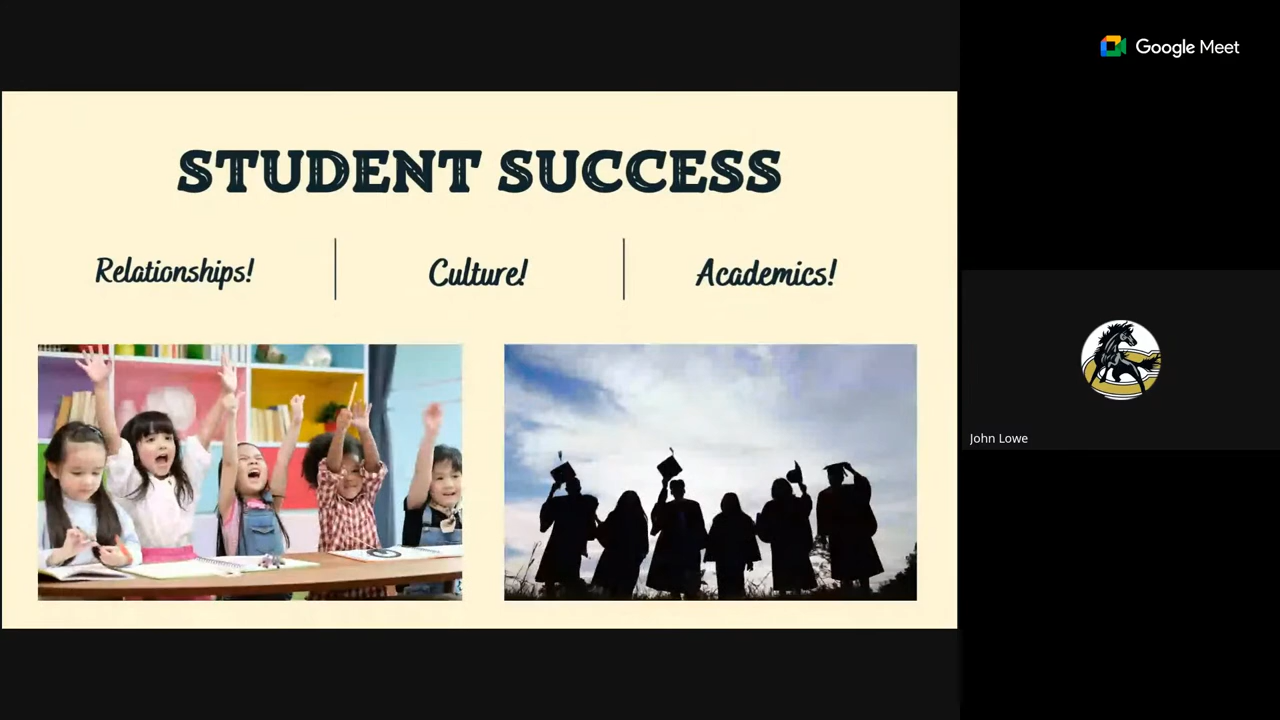 Google Meet
STUDENT SUCCESS
Relationships!
Culture!
Academics!
John Lowe